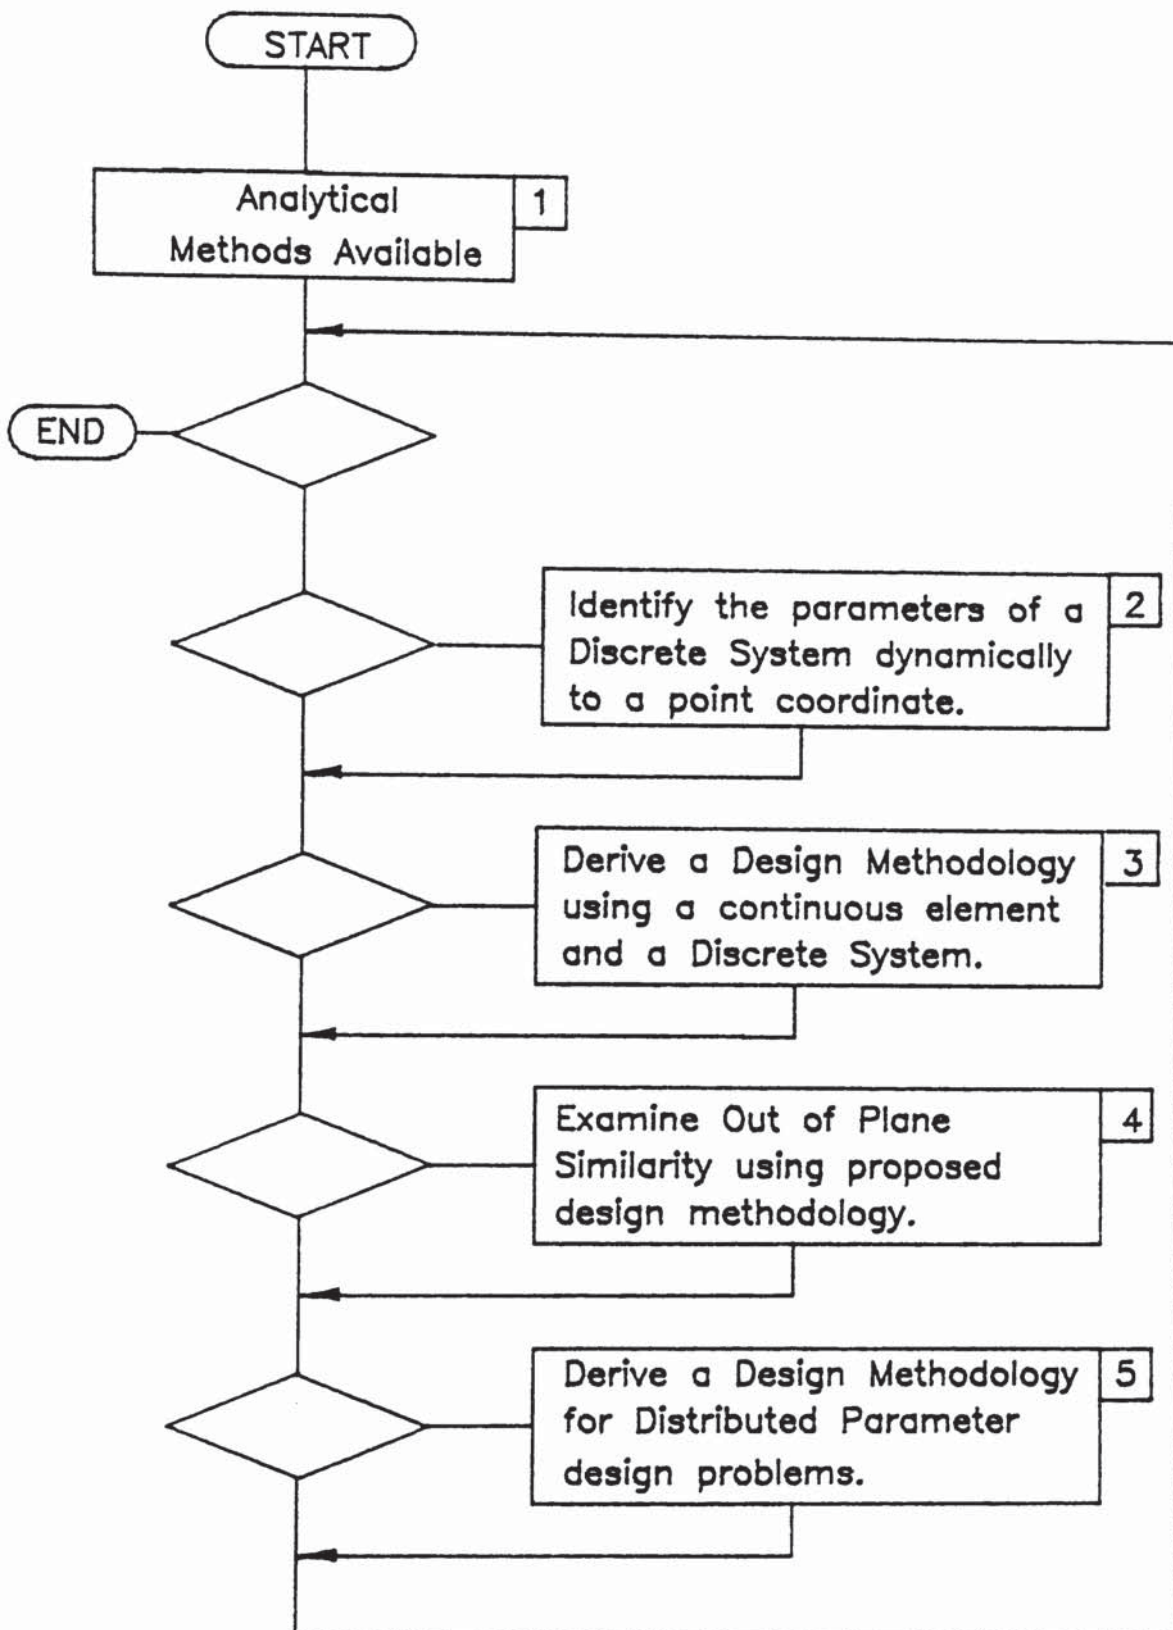 START
Analytical
Methods Available
1
END
Identify the parameters of a
Discrete System dynamically
to a point coordinate.
2
Derive a Design Methodology
using a continuous element
and a Discrete System.
3
Examine Out of Plane
Similarity using proposed
design methodology.
4
Derive a Design Methodology
for Distributed Parameter
design problems.
5